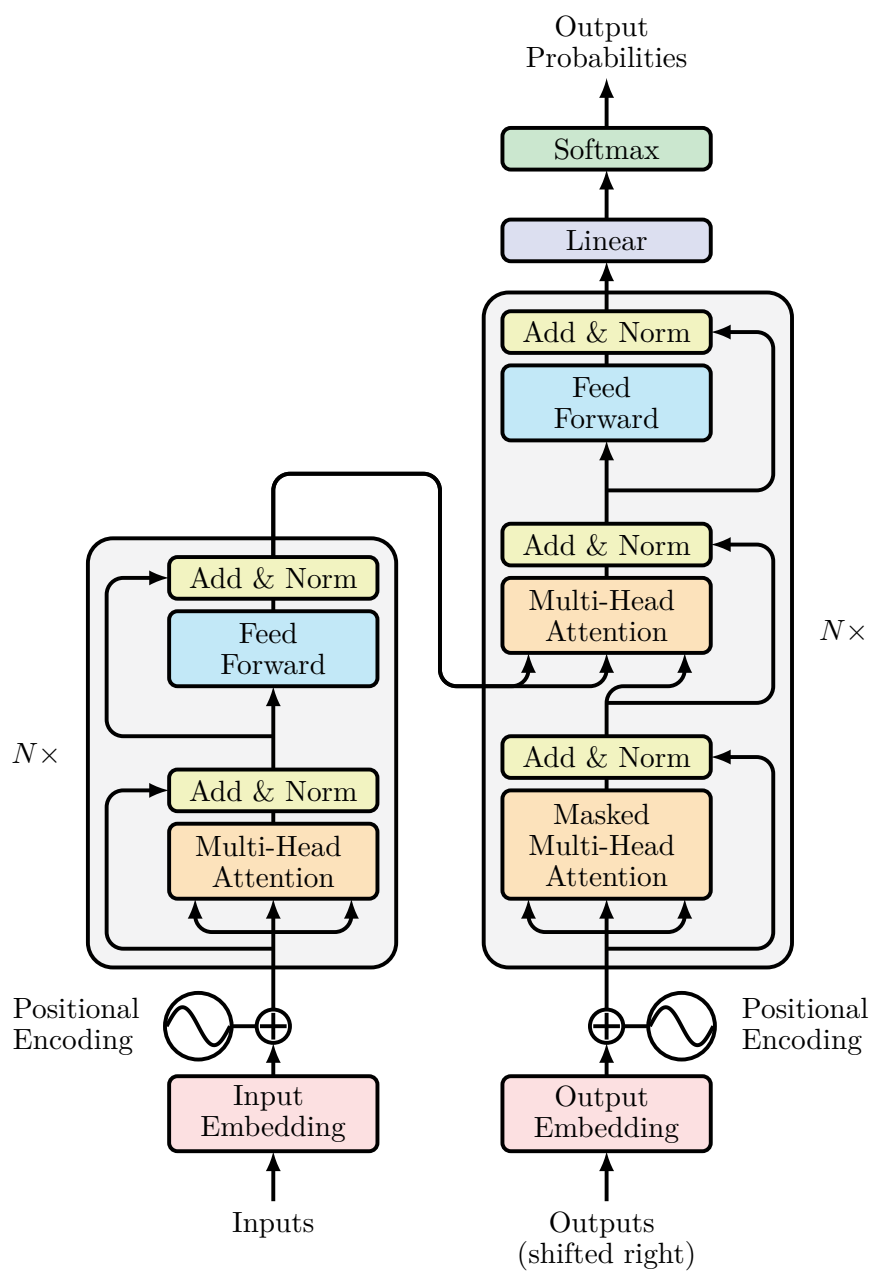 Output
Probabilities
Softmax
Linear
Add & Norm
Feed
Forward
Add & Norm
Multi-Head
Attention
N×
Add & Norm
Masked
Multi-Head
Attention
Add & Norm
Feed
Forward
N×
Add & Norm
Multi-Head
Attention
Positional
Encoding
Positional
Encoding
Input
Embedding
Output
Embedding
Inputs
Outputs
(shifted right)